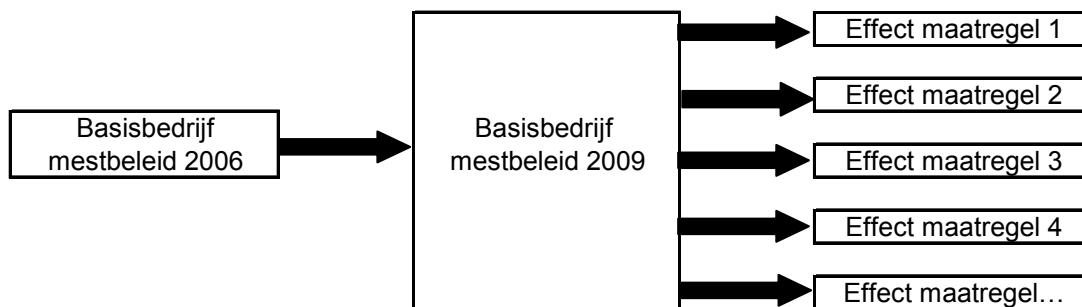 Basisbedrijf
mestbeleid 2006
Basisbedrijf
mestbeleid 2009
Effect maatregel 1
Effect maatregel 2
Effect maatregel 3
Effect maatregel 4
Effect maatregel…